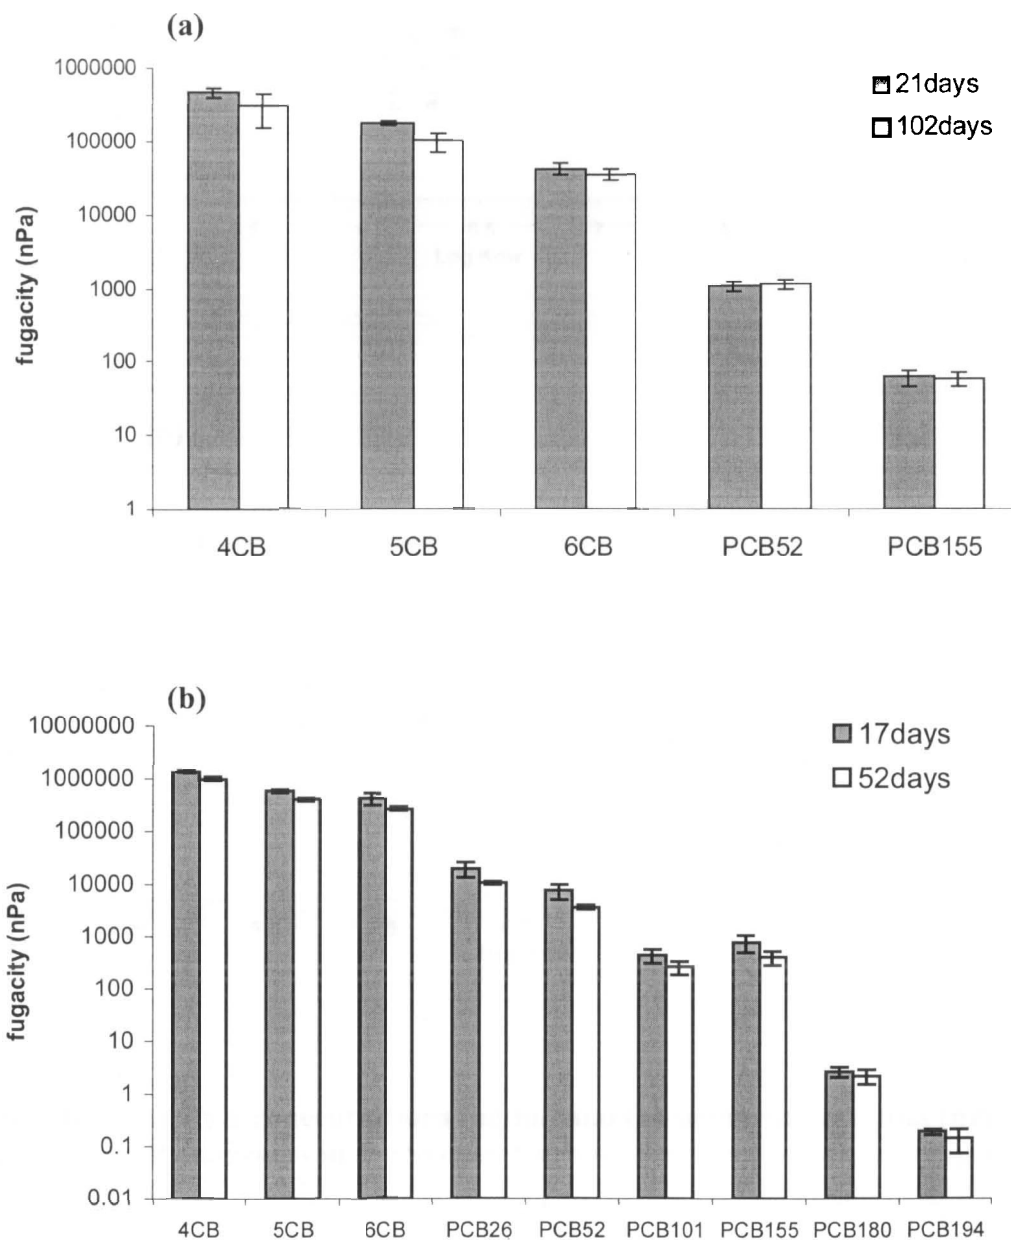 (a)
1000000
100000
10000
1000
100
10
1
fugacity (nPa)
21days
102days
4CB 5CB 6CB PCB52 PCB155
(b)
10000000
1000000
100000
10000
1000
100
10
1
0.1
0.01
fugacity (nPa)
17days
52days
4CB 5CB 6CB PCB26 PCB52 PCB101 PCB155 PCB180 PCB194